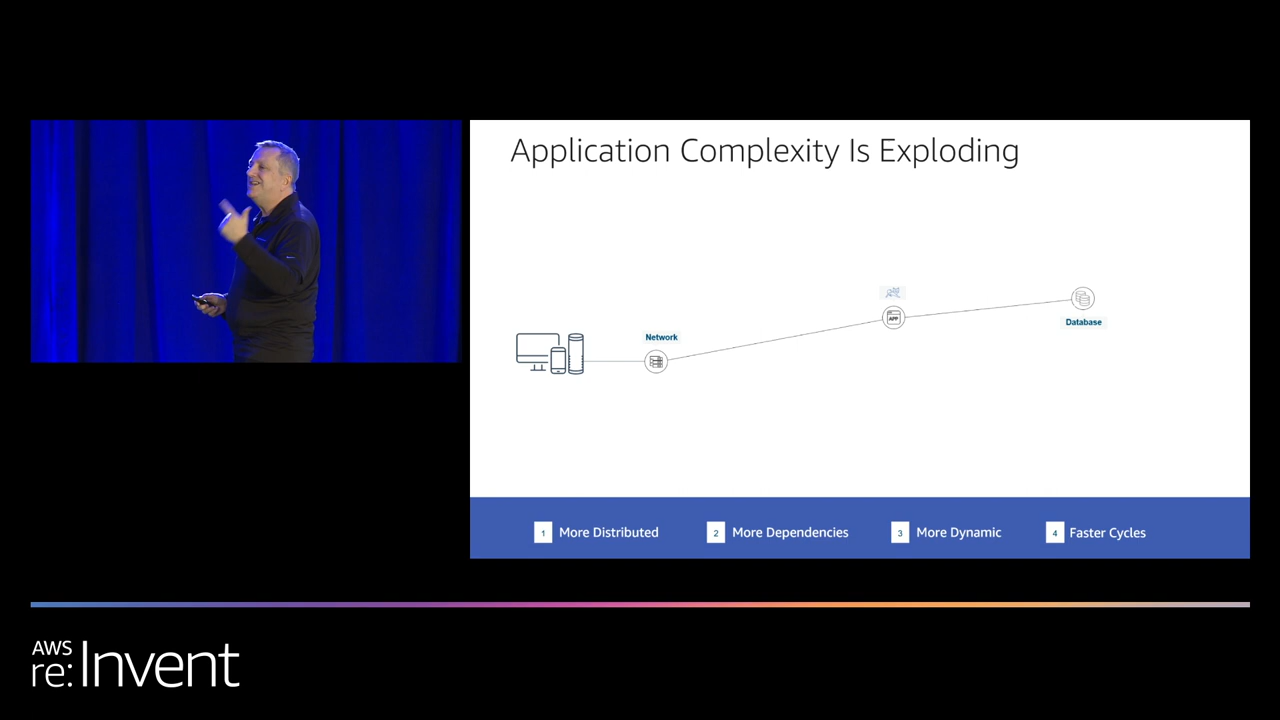 Application Complexity Is Exploding
Network
APP
Database
1 More Distributed
2 More Dependencies
3 More Dynamic
4 Faster Cycles
AWS
re:Invent